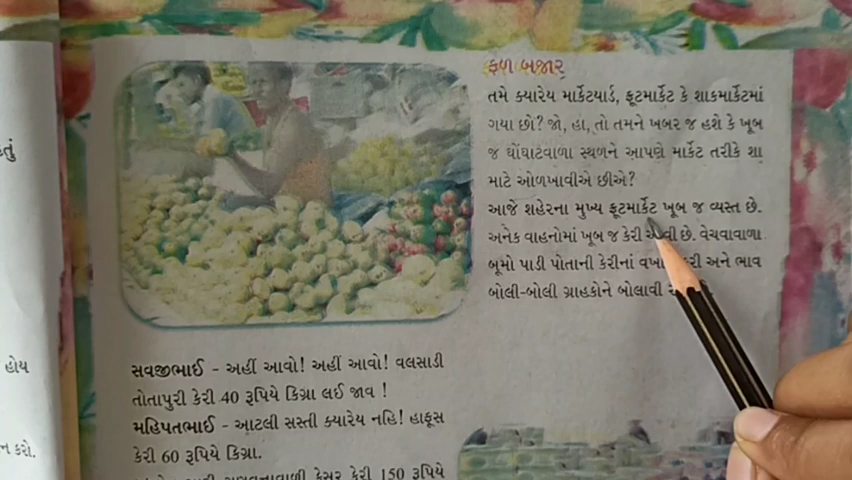 ફળ બજાર
તમે ક્યારેય માર્કેટયાર્ડ, ફ્રૂટમાર્કેટ કે શાકમાર્કેટમાં
ગયા છો? જો, હા, તો તમને ખબર જ હશે કે ખૂબ
જ ઘોંઘાટવાળા સ્થળને આપણે માર્કેટ તરીકે શા
માટે ઓળખાવીએ છીએ?
આજે શહેરના મુખ્ય ફ્રૂટમાર્કેટ ખૂબ જ વ્યસ્ત છે.
અનેક વાહનોમાં ખૂબ જ કેરી આવી છે. વેચવાવાળા
બૂમો પાડી પોતાની કેરીનાં અને ભાવ
બોલી-બોલી ગ્રાહકોને બોલાવી
સવજીભાઈ - અહીં આવો! અહીં આવો! વલસાડી
તોતાપુરી કેરી 40 રૂપિયે કિગ્રા લઈ જાવ !
મહિપતભાઈ - આટલી સસ્તી ક્યારેય નહિ! હાફૂસ
કેરી 60 રૂપિયે કિગ્રા.
કેસર કેરી 150 રૂપિયે
હોય
ન કરો.